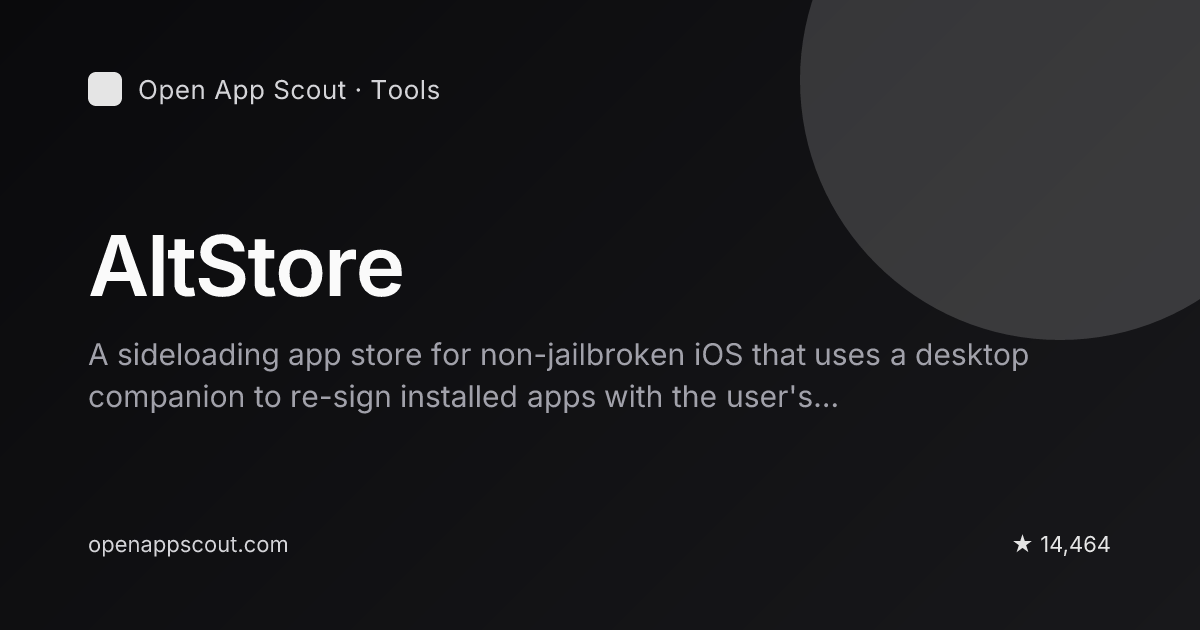 Open App Scout · Tools
AltStore
A sideloading app store for non-jailbroken iOS that uses a desktop
companion to re-sign installed apps with the user's...
openappscout.com
★ 14,464